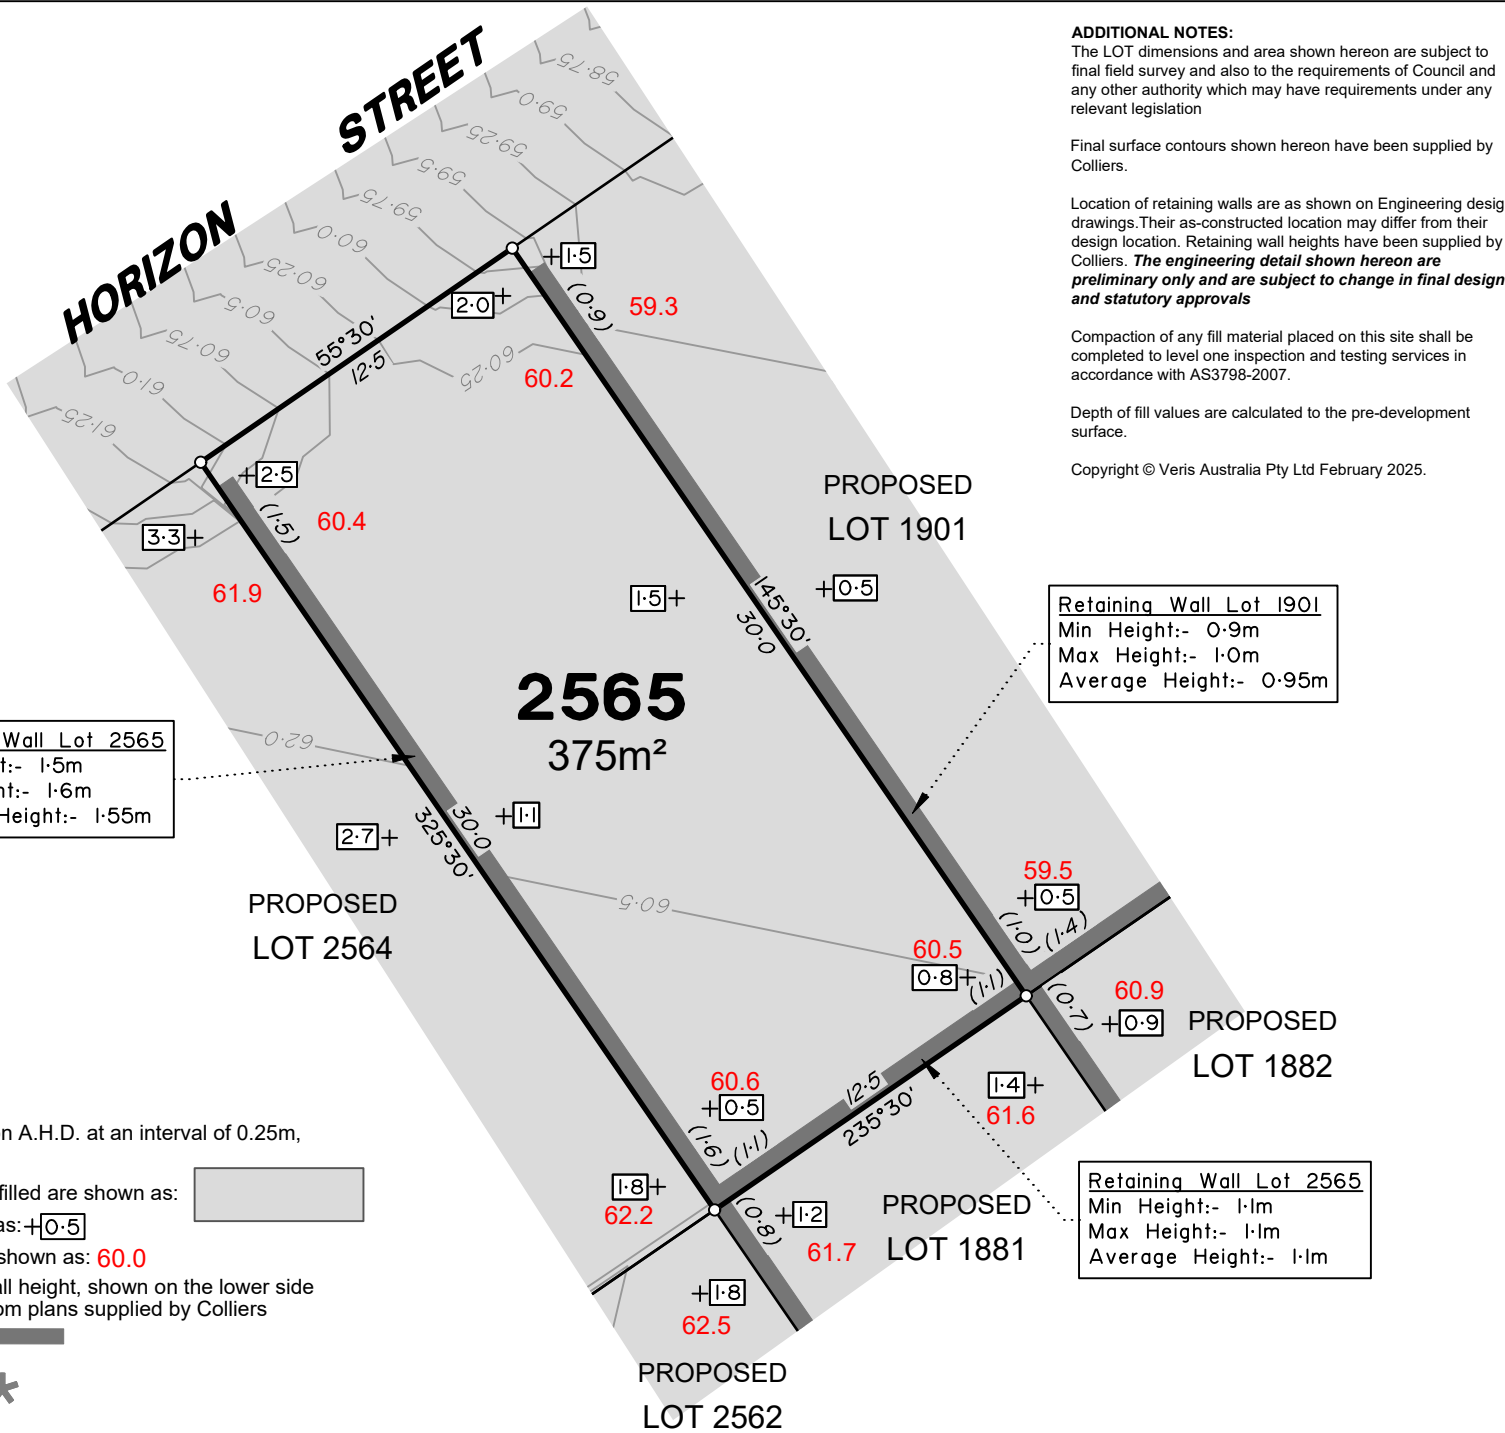 HORIZON STREET
58·75
59·0
59·25
59·5
59·75
60·0
60·25
60·5
60·75
61·0
61·25
ADDITIONAL NOTES:
The LOT dimensions and area shown hereon are subject to
final field survey and also to the requirements of Council and
any other authority which may have requirements under any
relevant legislation
Final surface contours shown hereon have been supplied by
Colliers.
Location of retaining walls are as shown on Engineering desig
drawings.Their as-constructed location may differ from their
design location. Retaining wall heights have been supplied by
Colliers. The engineering detail shown hereon are
preliminary only and are subject to change in final design
and statutory approvals
Compaction of any fill material placed on this site shall be
completed to level one inspection and testing services in
accordance with AS3798-2007.
Depth of fill values are calculated to the pre-development
surface.
Copyright © Veris Australia Pty Ltd February 2025.
+1·5
2·0+
(0·9)
59.3
55°30'
12·5
60·25
60.2
+2·5
(1·5)
60.4
3·3+
61.9
PROPOSED
LOT 1901
1·5+
145°30'
30·0
+0·5
Retaining Wall Lot 1901
Min Height:- 0·9m
Max Height:- 1·0m
Average Height:- 0·95m
2565
375m²
62·0
Wall Lot 2565
t:- 1·5m
nt:- 1·6m
Height:- 1·55m
30·0
325°30'
+1·1
2·7+
60·5
PROPOSED
LOT 2564
59.5
+0·5
(1·0)
(1·4)
60.5
0·8+
(1·1)
(0·7)
60.9
+0·9
PROPOSED
LOT 1882
60.6
+0·5
(1·6)
(1·1)
12·5
235°30'
1·4+
61.6
1·8+
62.2
(0·8)
+1·2
61.7
PROPOSED
LOT 1881
Retaining Wall Lot 2565
Min Height:- 1·1m
Max Height:- 1·1m
Average Height:- 1·1m
+1·8
62.5
PROPOSED
LOT 2562
on A.H.D. at an interval of 0.25m,
filled are shown as:
as:+0·5
shown as: 60.0
all height, shown on the lower side
om plans supplied by Colliers
*